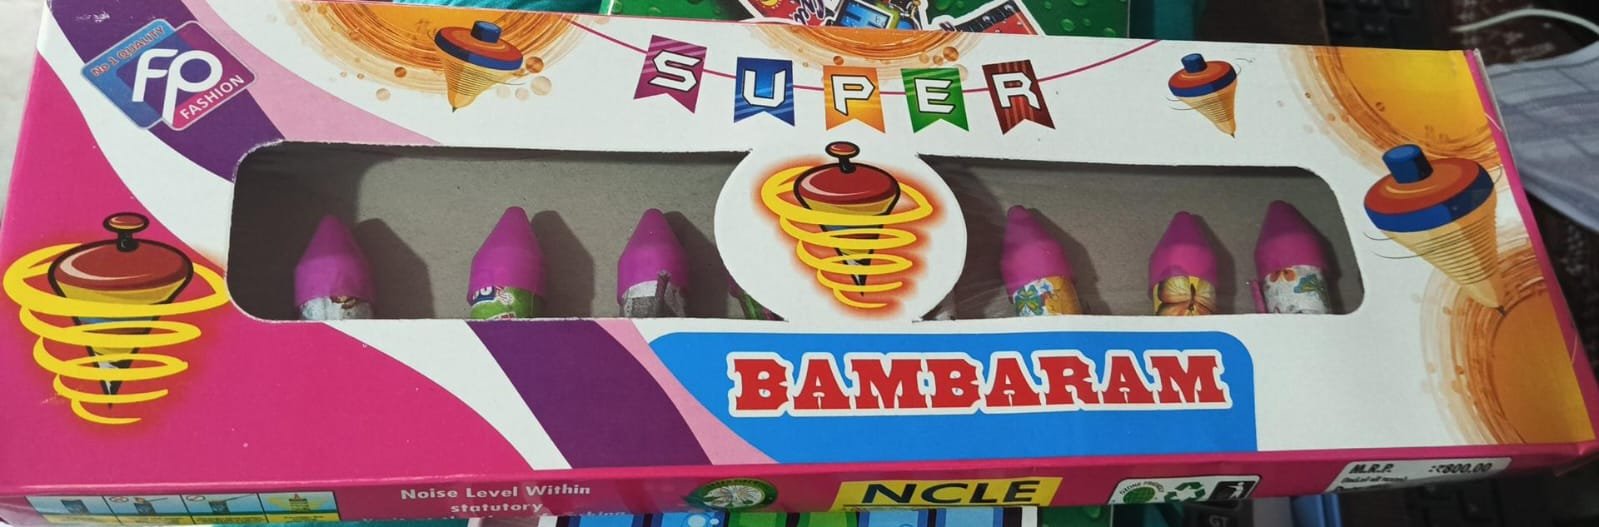 No 1 QUALITY
FP
FASHION
SUPER
BAMBARAM
Noise Level Within
statutory
NCLE
M.R.P. :₹800.00